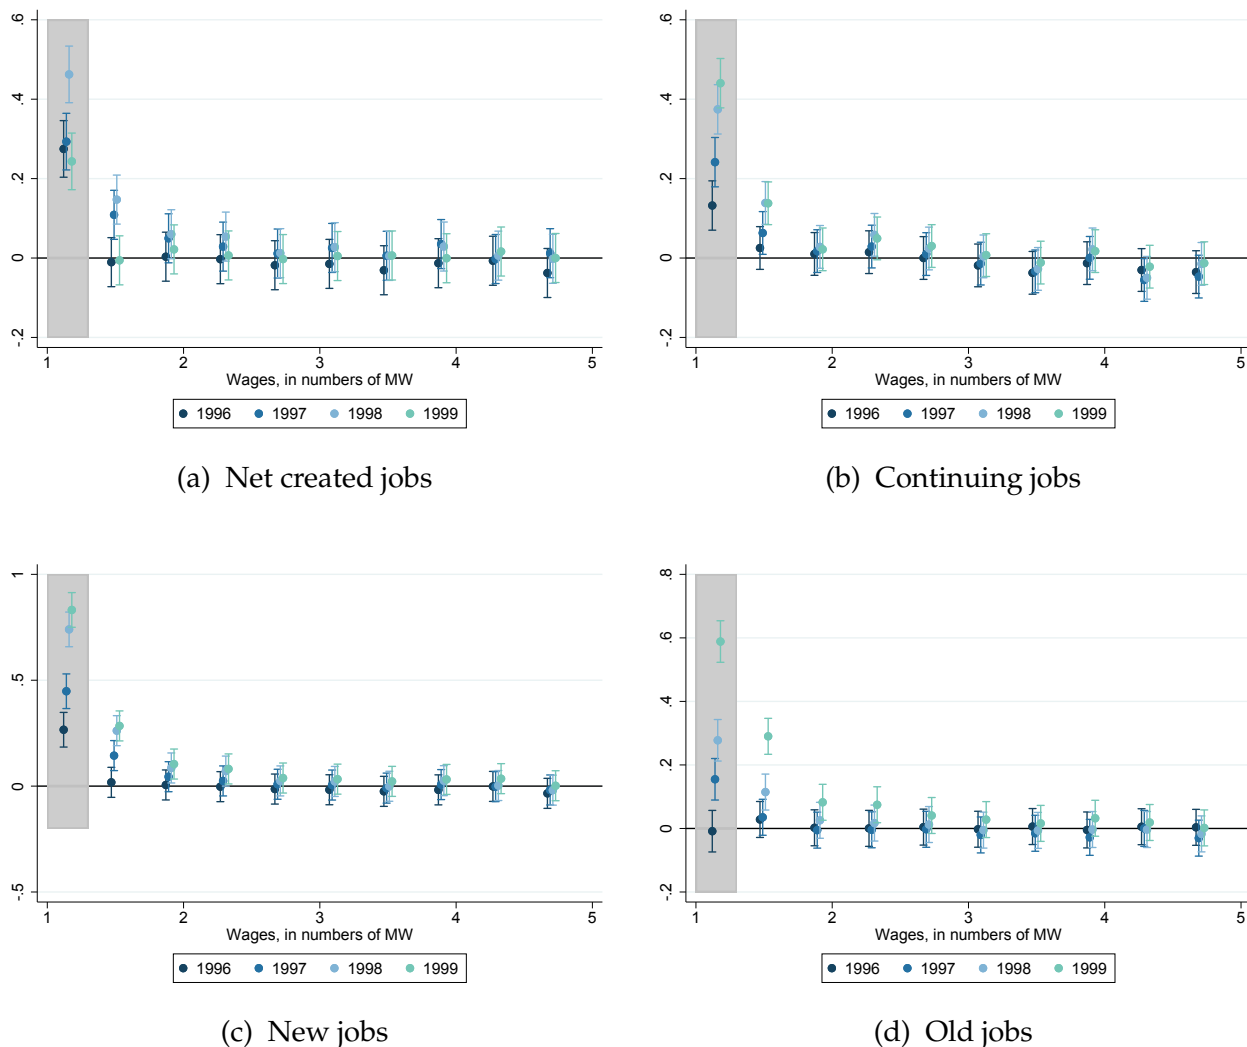 .6
.4
.2
0
-.2
1 2 3 4 5
Wages, in numbers of MW
1996 1997 1998 1999
(a) Net created jobs
.6
.4
.2
0
-.2
1 2 3 4 5
Wages, in numbers of MW
1996 1997 1998 1999
(b) Continuing jobs
1
.5
0
-.5
1 2 3 4 5
Wages, in numbers of MW
1996 1997 1998 1999
(c) New jobs
.8
.6
.4
.2
0
-.2
1 2 3 4 5
Wages, in numbers of MW
1996 1997 1998 1999
(d) Old jobs